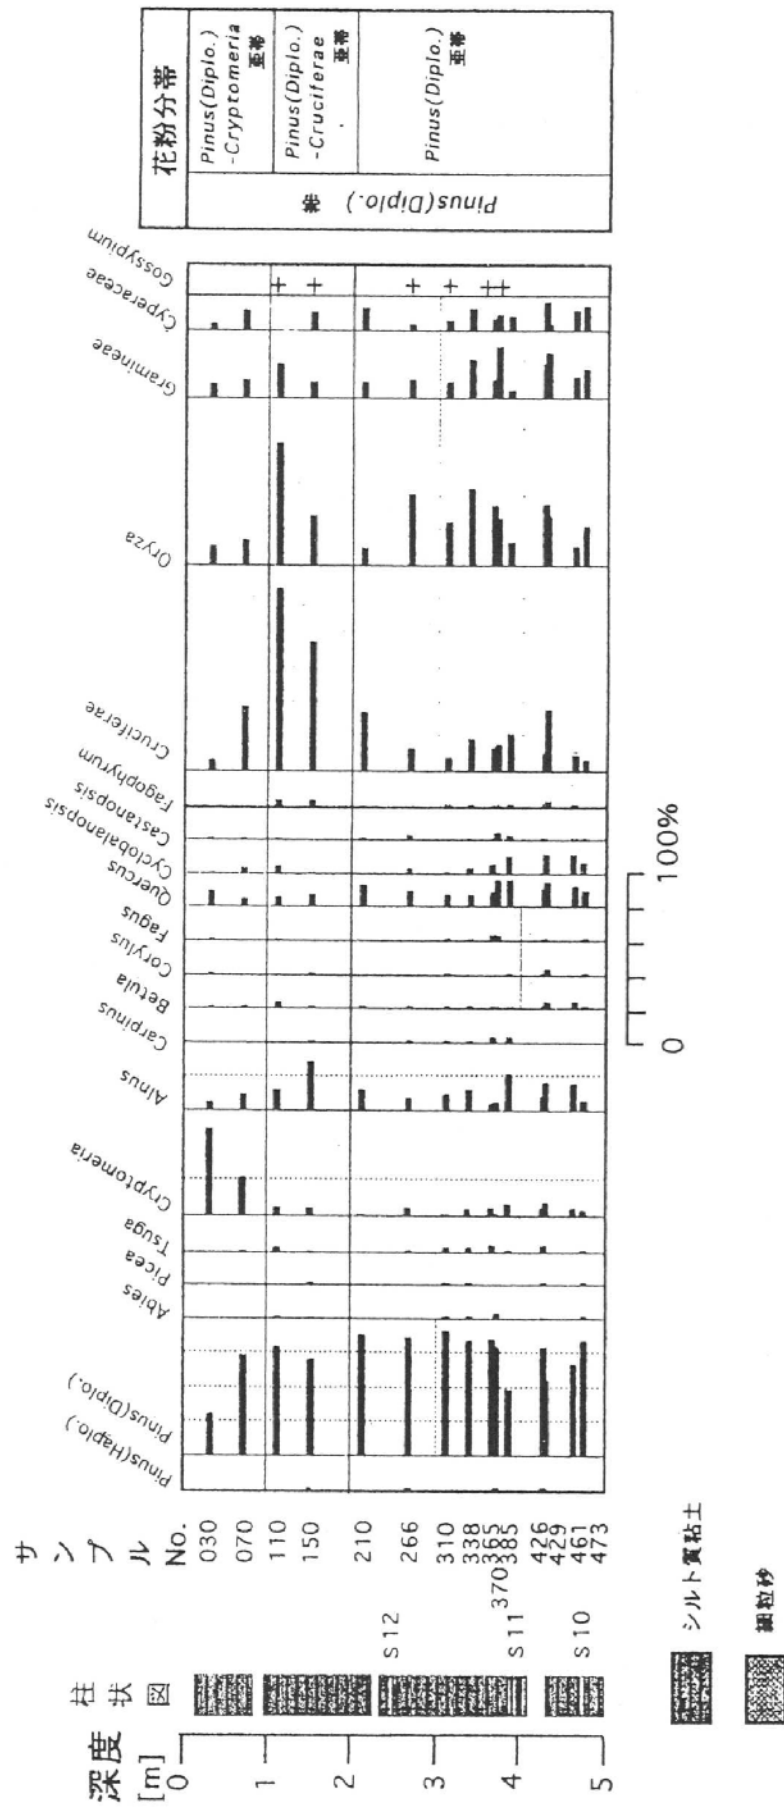 花粉分帯
Pinus(Diplo.)
-Cryptomeria
亜帯
Pinus(Diplo.)
-Cruciferae
亜帯
Pinus(Diplo.)
亜帯
Pinus(Diplo.)
帯
深度
[m]
0
1
2
3
4
5
柱状図
S12
S11
S10
サンプル
No.
030
070
110
150
210
266
310
338
365
370
385
426
429
461
473
Pinus(Haplo.)
Pinus(Diplo.)
Abies
Picea
Tsuga
Cryptomeria
Alnus
Carpinus
Betula
Corylus
Fagus
Quercus
Cyclobalanopsis
Castanopsis
Fagophyrum
Cruciferae
Oryza
Gramineae
Cyperaceae
Gossypium
+
+
+
+
+
+
0
100%
シルト質粘土
細粒砂